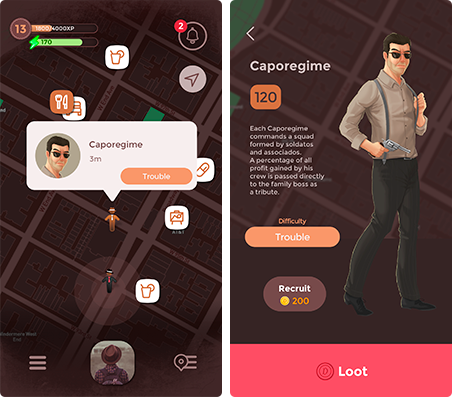 13
1800/4000XP
170
2
Caporegime
3m
Trouble
Caporegime
120
Each Caporegime
commands a squad
formed by soldatos
and associados.
A percentage of all
profit gained by his
crew is passed directly
to the family boss as
a tribute.
Difficulty
Trouble
Recruit
200
Loot